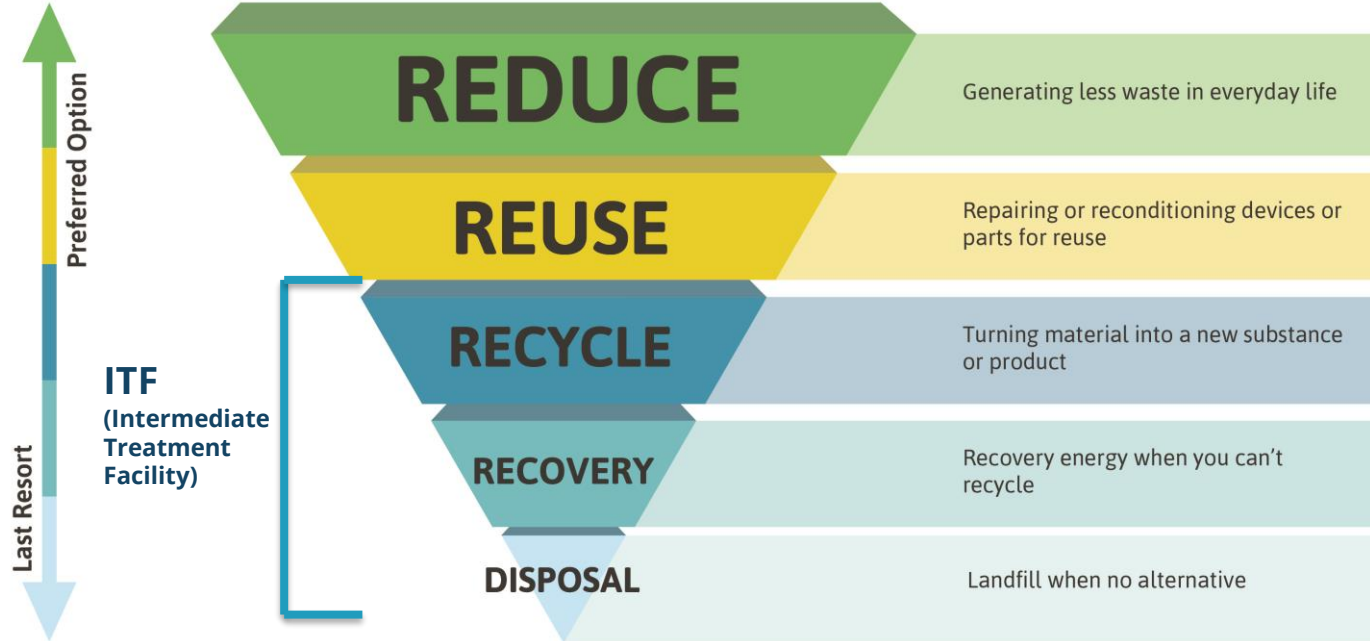 Preferred Option
Last Resort
REDUCE
Generating less waste in everyday life
REUSE
Repairing or reconditioning devices or
parts for reuse
ITF
(Intermediate
Treatment
Facility)
RECYCLE
Turning material into a new substance
or product
RECOVERY
Recovery energy when you can't
recycle
DISPOSAL
Landfill when no alternative